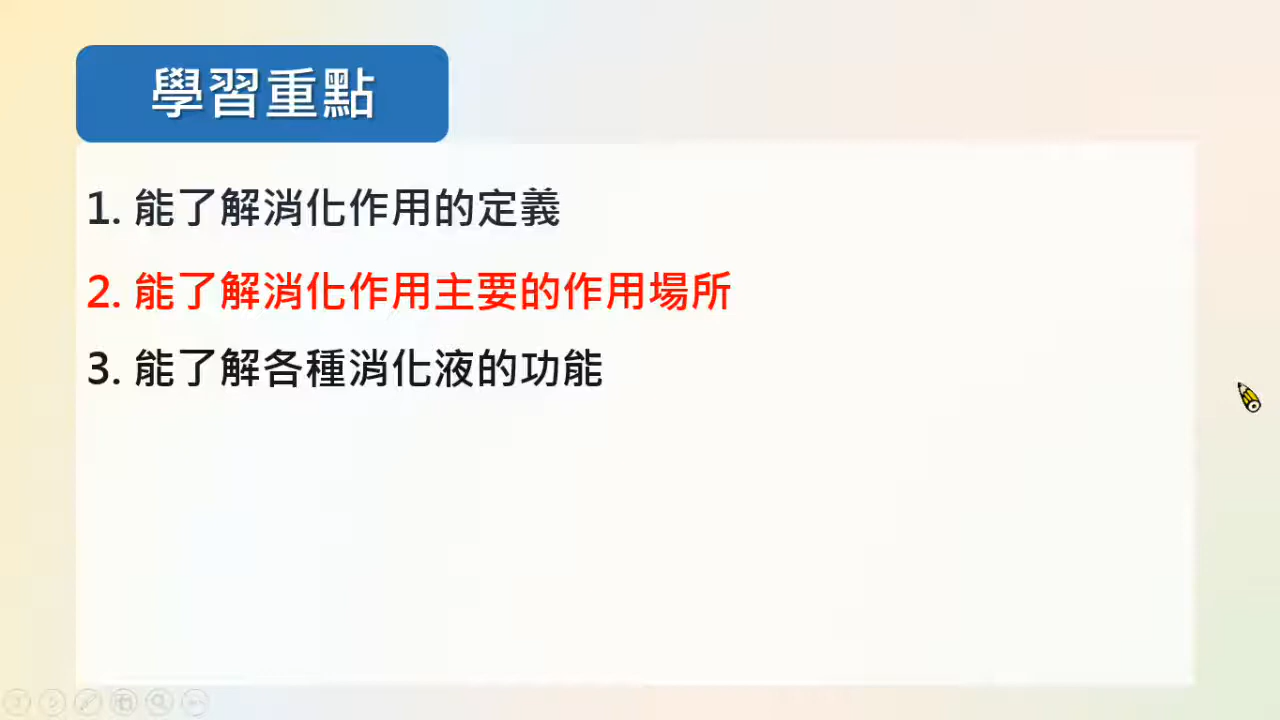 學習重點
1. 能了解消化作用的定義
2. 能了解消化作用主要的作用場所
3. 能了解各種消化液的功能